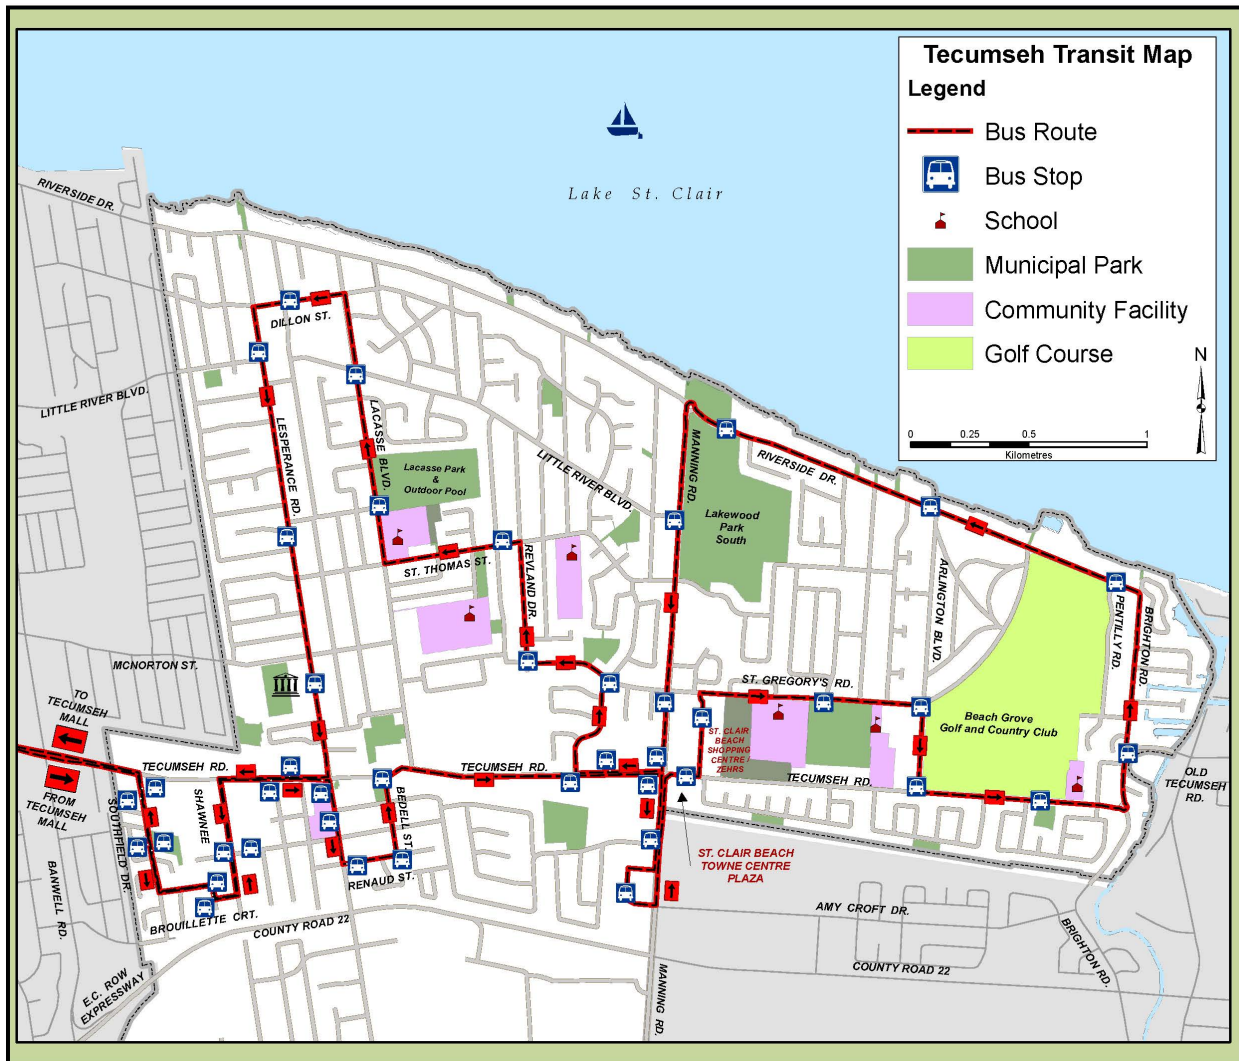 Tecumseh Transit Map
Legend
Bus Route
Bus Stop
School
Municipal Park
Community Facility
Golf Course
N
0 0.25 0.5 1
Kilometres
Lake St. Clair
RIVERSIDE DR.
DILLON ST.
LITTLE RIVER BLVD.
LESPERANCE RD.
LACASSE BLVD.
Lacasse Park
&
Outdoor Pool
LITTLE RIVER BLVD.
MANNING RD.
RIVERSIDE DR.
Lakewood
Park
South
ST. THOMAS ST.
REVLAND DR.
ARLINGTON BLVD.
PENTILLY RD.
BRIGHTON RD.
MCNORTON ST.
ST. GREGORY'S RD.
Beach Grove
Golf and Country Club
TO
TECUMSEH
MALL
FROM
TECUMSEH
MALL
TECUMSEH RD.
TECUMSEH RD.
ST. CLAIR
BEACH
SHOPPING
CENTRE /
ZEHRS
TECUMSEH RD.
OLD
TECUMSEH
RD.
SOUTHFIELD DR.
SHAWNEE
BEDELL ST.
RENAUD ST.
ST. CLAIR BEACH
TOWNE CENTRE
PLAZA
BANWELL RD.
BROUILLETTE CRT.
COUNTY ROAD 22
AMY CROFT DR.
BRIGHTON RD.
COUNTY ROAD 22
E.C. ROW
EXPRESSWAY
MANNING RD.